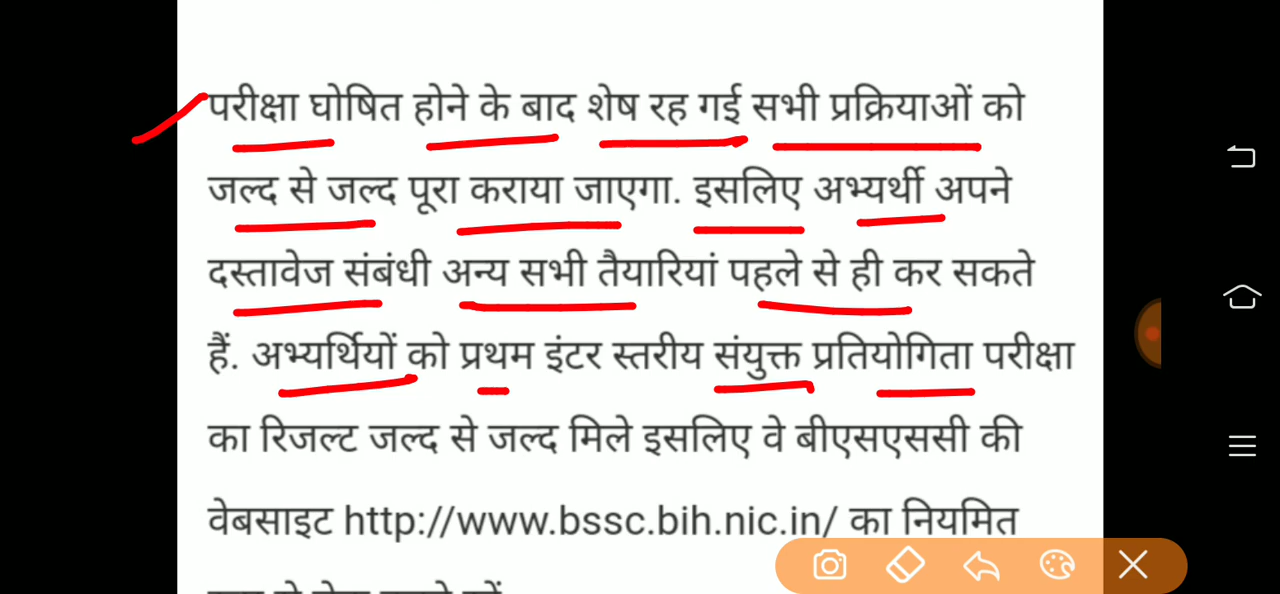 परीक्षा घोषित होने के बाद शेष रह गई सभी प्रक्रियाओं को
जल्द से जल्द पूरा कराया जाएगा. इसलिए अभ्यर्थी अपने
दस्तावेज संबंधी अन्य सभी तैयारियां पहले से ही कर सकते
हैं. अभ्यर्थियों को प्रथम इंटर स्तरीय संयुक्त प्रतियोगिता परीक्षा
का रिजल्ट जल्द से जल्द मिले इसलिए वे बीएसएससी की
वेबसाइट http://www.bssc.bih.nic.in/ का नियमित